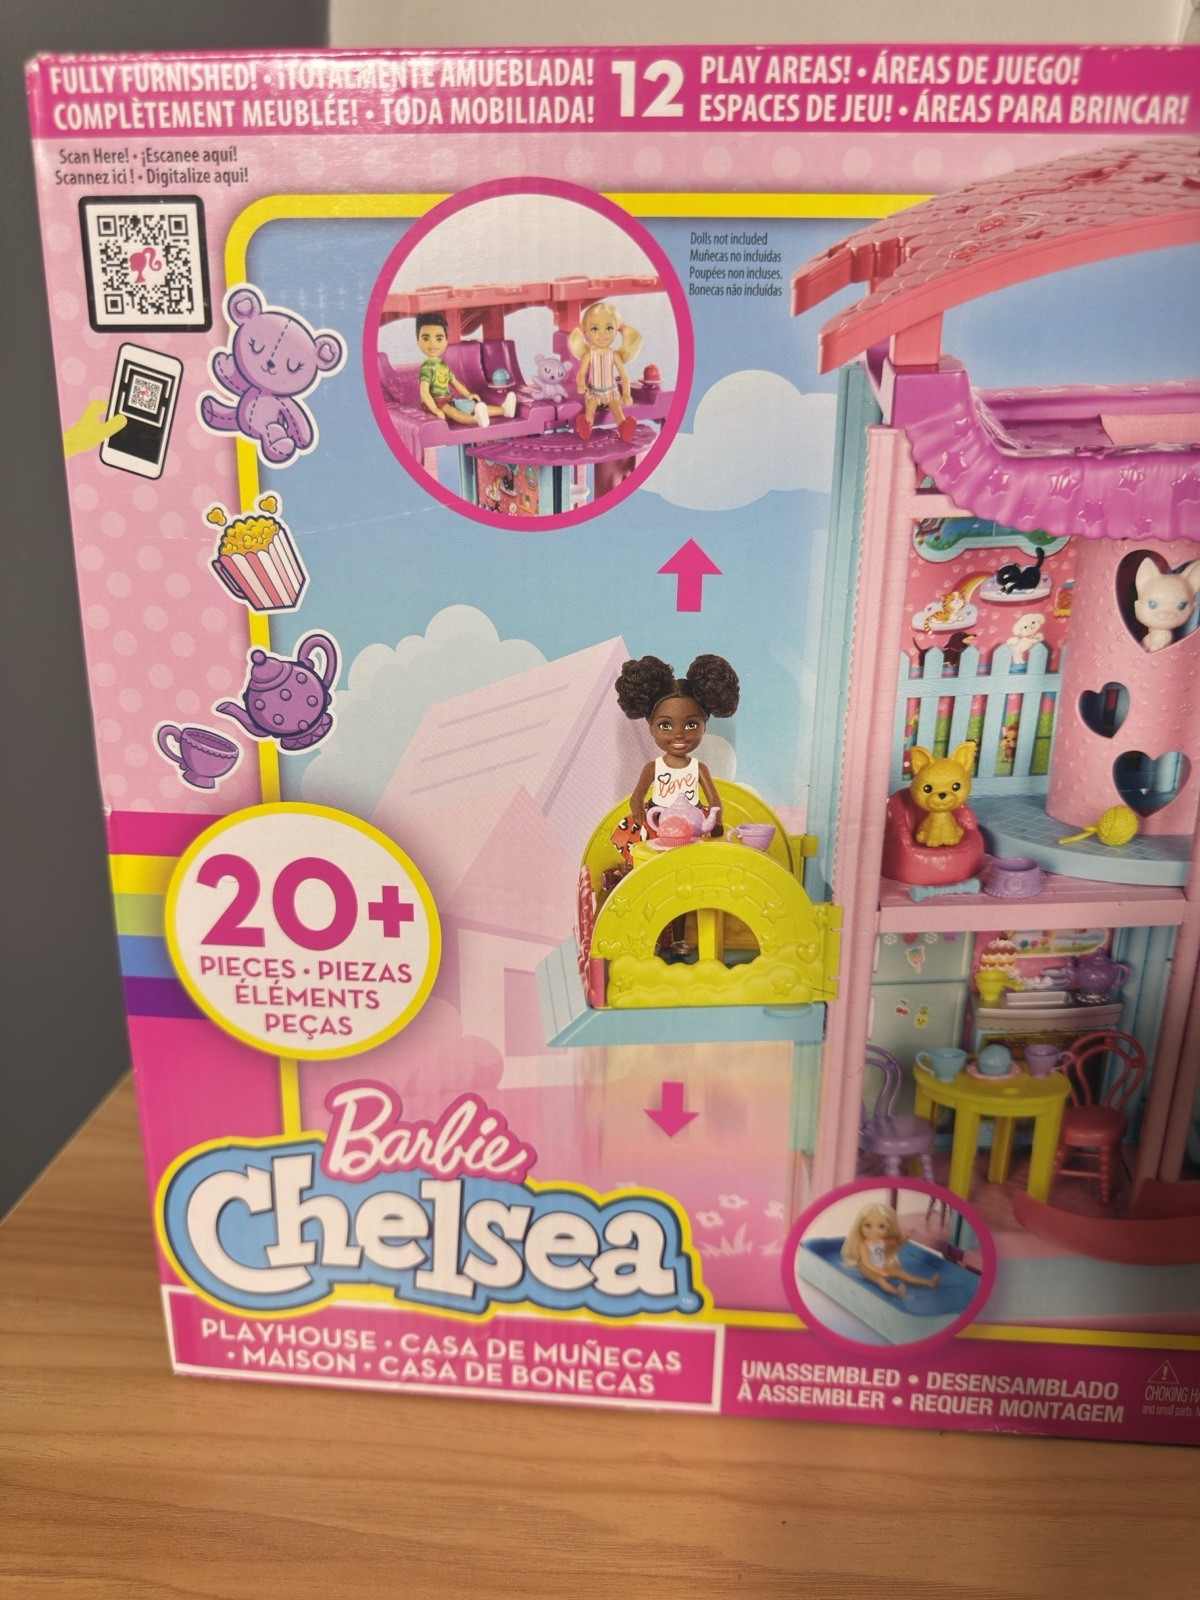 FULLY FURNISHED! • ¡TOTALMENTE AMUEBLADA!
COMPLÈTEMENT MEUBLÉE! • TODA MOBILIADA!
12
PLAY AREAS! • ÁREAS DE JUEGO!
ESPACES DE JEU! • ÁREAS PARA BRINCAR!
Scan Here! • ¡Escanee aquí!
Scannez ici ! • Digitalize aqui!
Dolls not included
Muñecas no incluidas
Poupées non incluses.
Bonecas não incluídas
love
20+
PIECES • PIEZAS
ÉLÉMENTS
PEÇAS
Barbie
Chelsea
PLAYHOUSE • CASA DE MUÑECAS
• MAISON • CASA DE BONECAS
UNASSEMBLED • DESENSAMBLADO
À ASSEMBLER • REQUER MONTAGEM
CHOKING
and small parts.